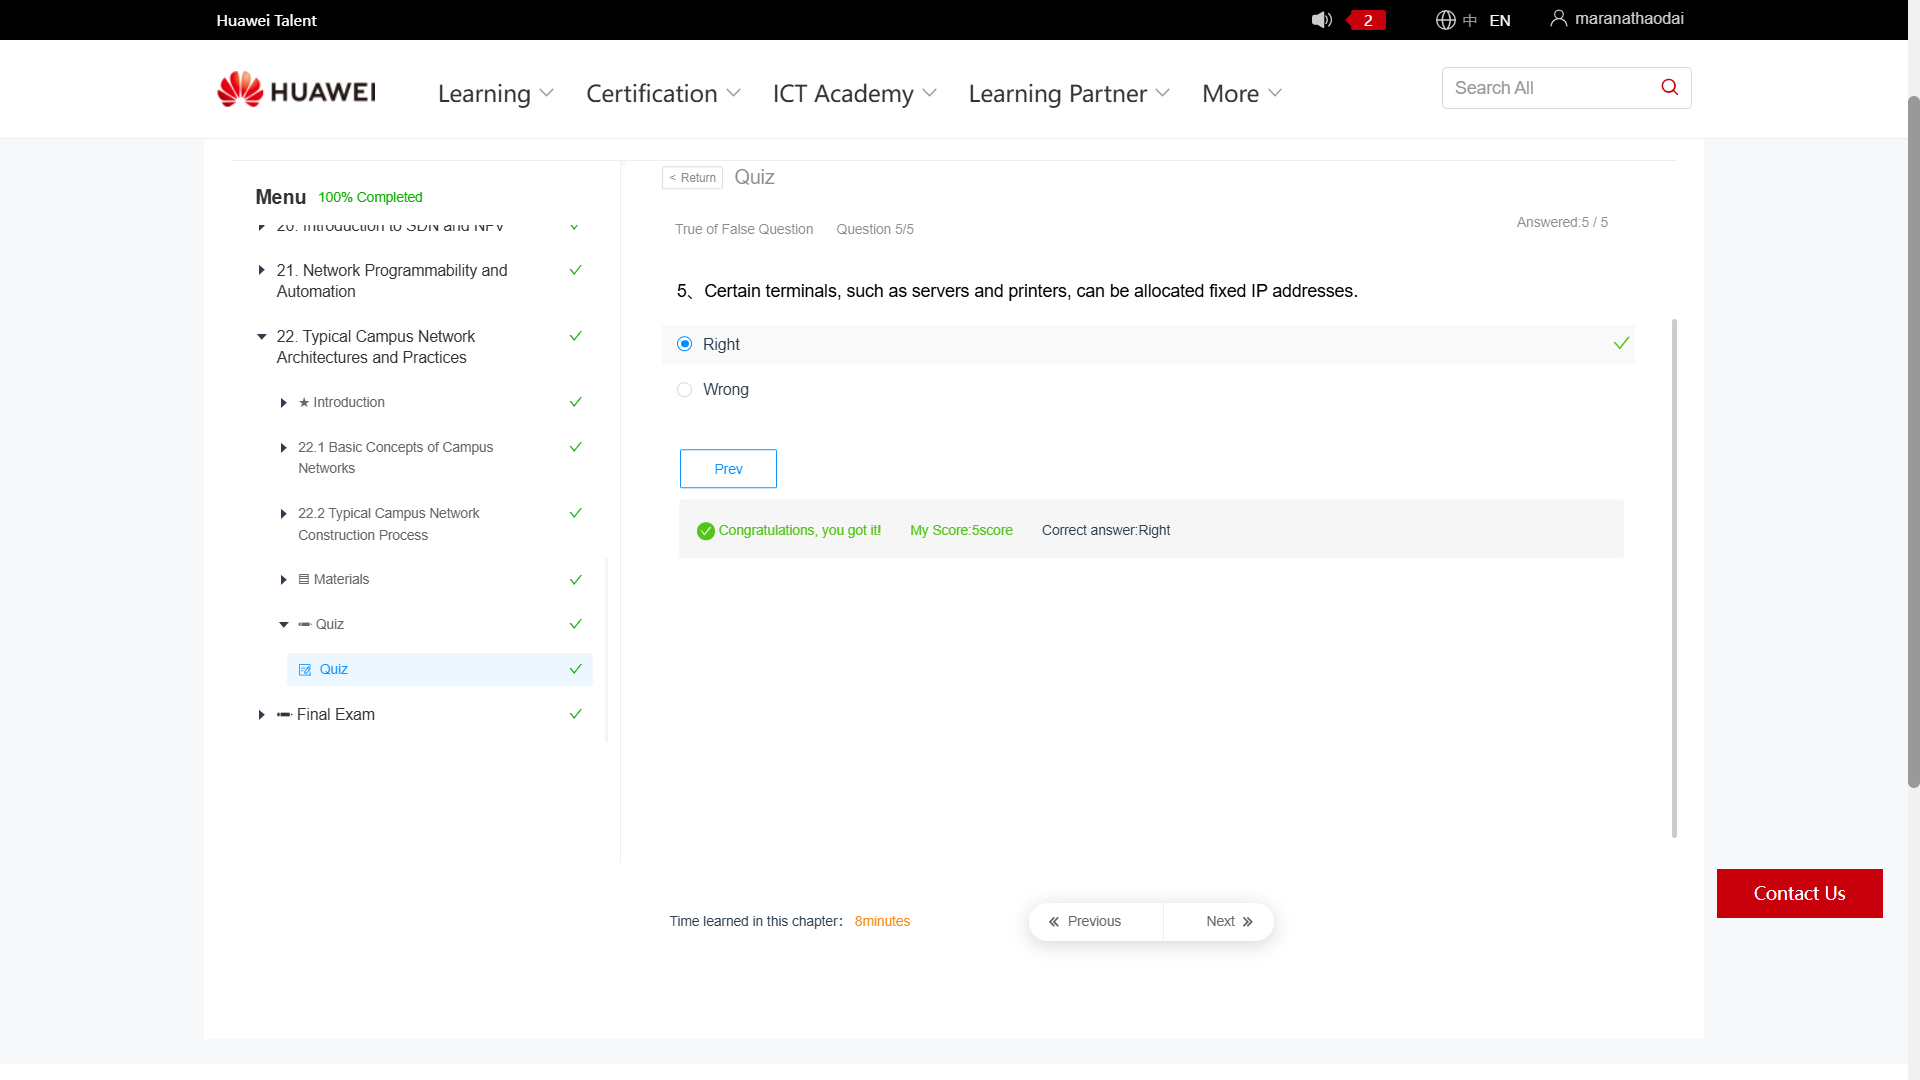 Huawei Talent
2
中 EN
maranathaodai
HUAWEI
Learning
Certification
ICT Academy
Learning Partner
More
Search All
Menu 100% Completed
20. Introduction to SDN and NFV
21. Network Programmability and
Automation
22. Typical Campus Network
Architectures and Practices
★ Introduction
22.1 Basic Concepts of Campus
Networks
22.2 Typical Campus Network
Construction Process
Materials
Quiz
Quiz
Final Exam
< Return Quiz
True of False Question Question 5/5
Answered:5 / 5
5、Certain terminals, such as servers and printers, can be allocated fixed IP addresses.
Right
Wrong
Prev
Congratulations, you got it! My Score:5score Correct answer:Right
Time learned in this chapter： 8minutes
Previous
Next
Contact Us